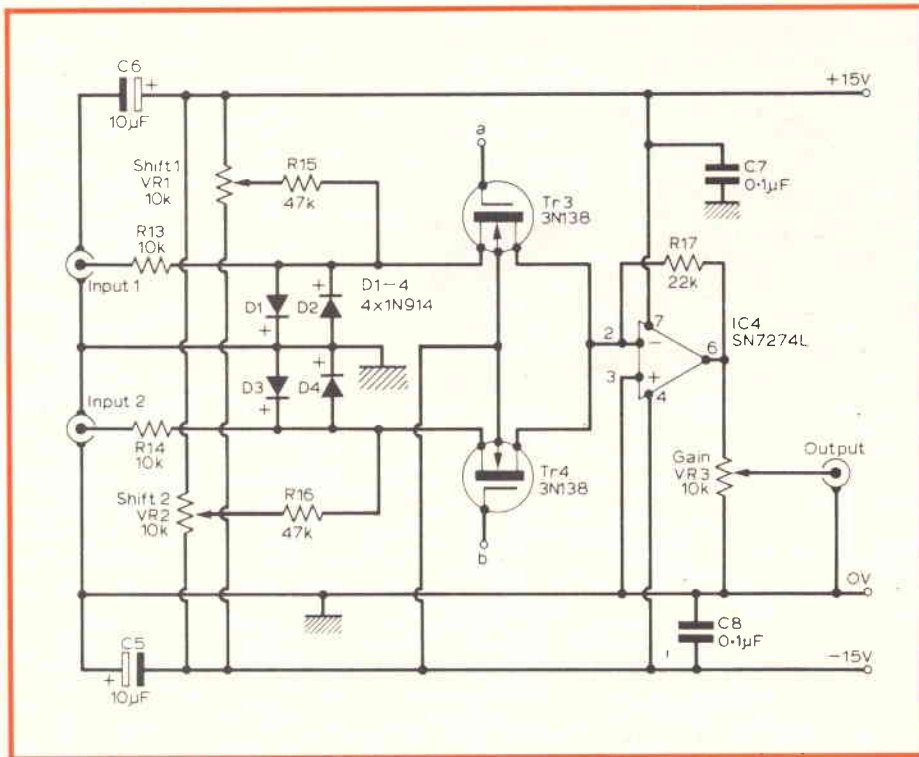 C6
+
10µF
+15V
Shift 1
VR1
10k
R15
47k
a
Tr3
3N138
C7
0·1µF
R13
10k
Input 1
D1
+
+
D2
D1–4
4x1N914
R17
22k
2
−
7
6
IC4
SN7274L
3
+
4
D3
+
+
D4
Input 2
R14
10k
Shift 2
VR2
10k
R16
47k
Tr4
3N138
b
Gain
VR3
10k
Output
0V
C5
+
10µF
C8
0·1µF
−15V